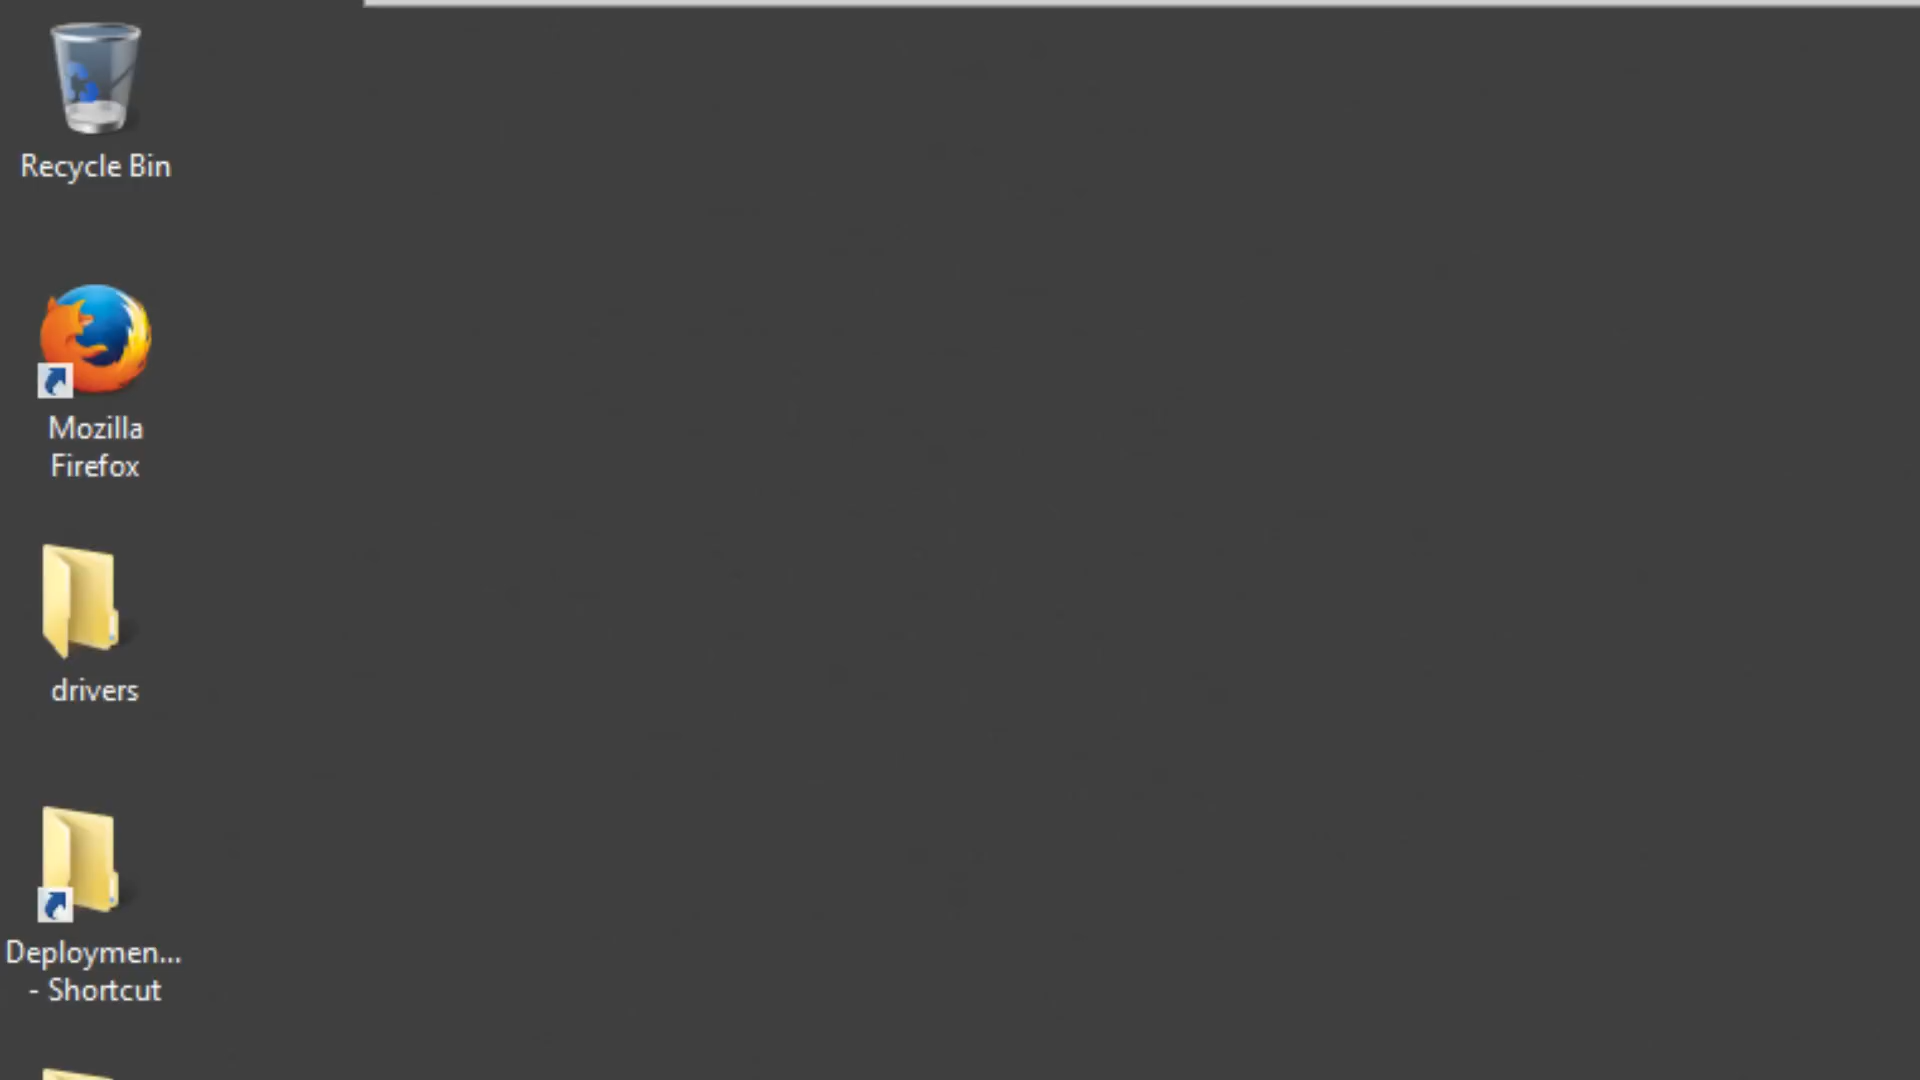 Recycle Bin
Mozilla
Firefox
drivers
Deploymen...
- Shortcut